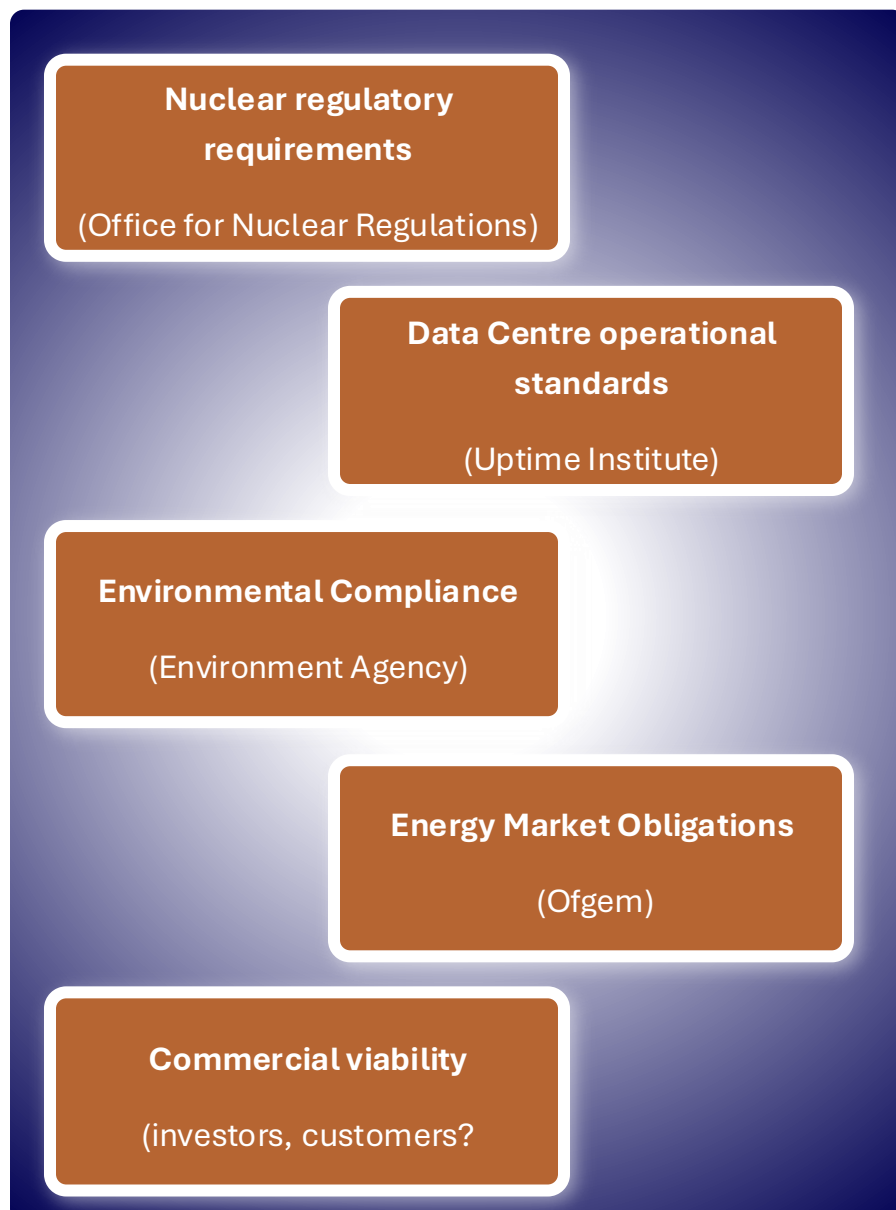 Nuclear regulatory
requirements
(Office for Nuclear Regulations)
Data Centre operational
standards
(Uptime Institute)
Environmental Compliance
(Environment Agency)
Energy Market Obligations
(Ofgem)
Commercial viability
(investors, customers?